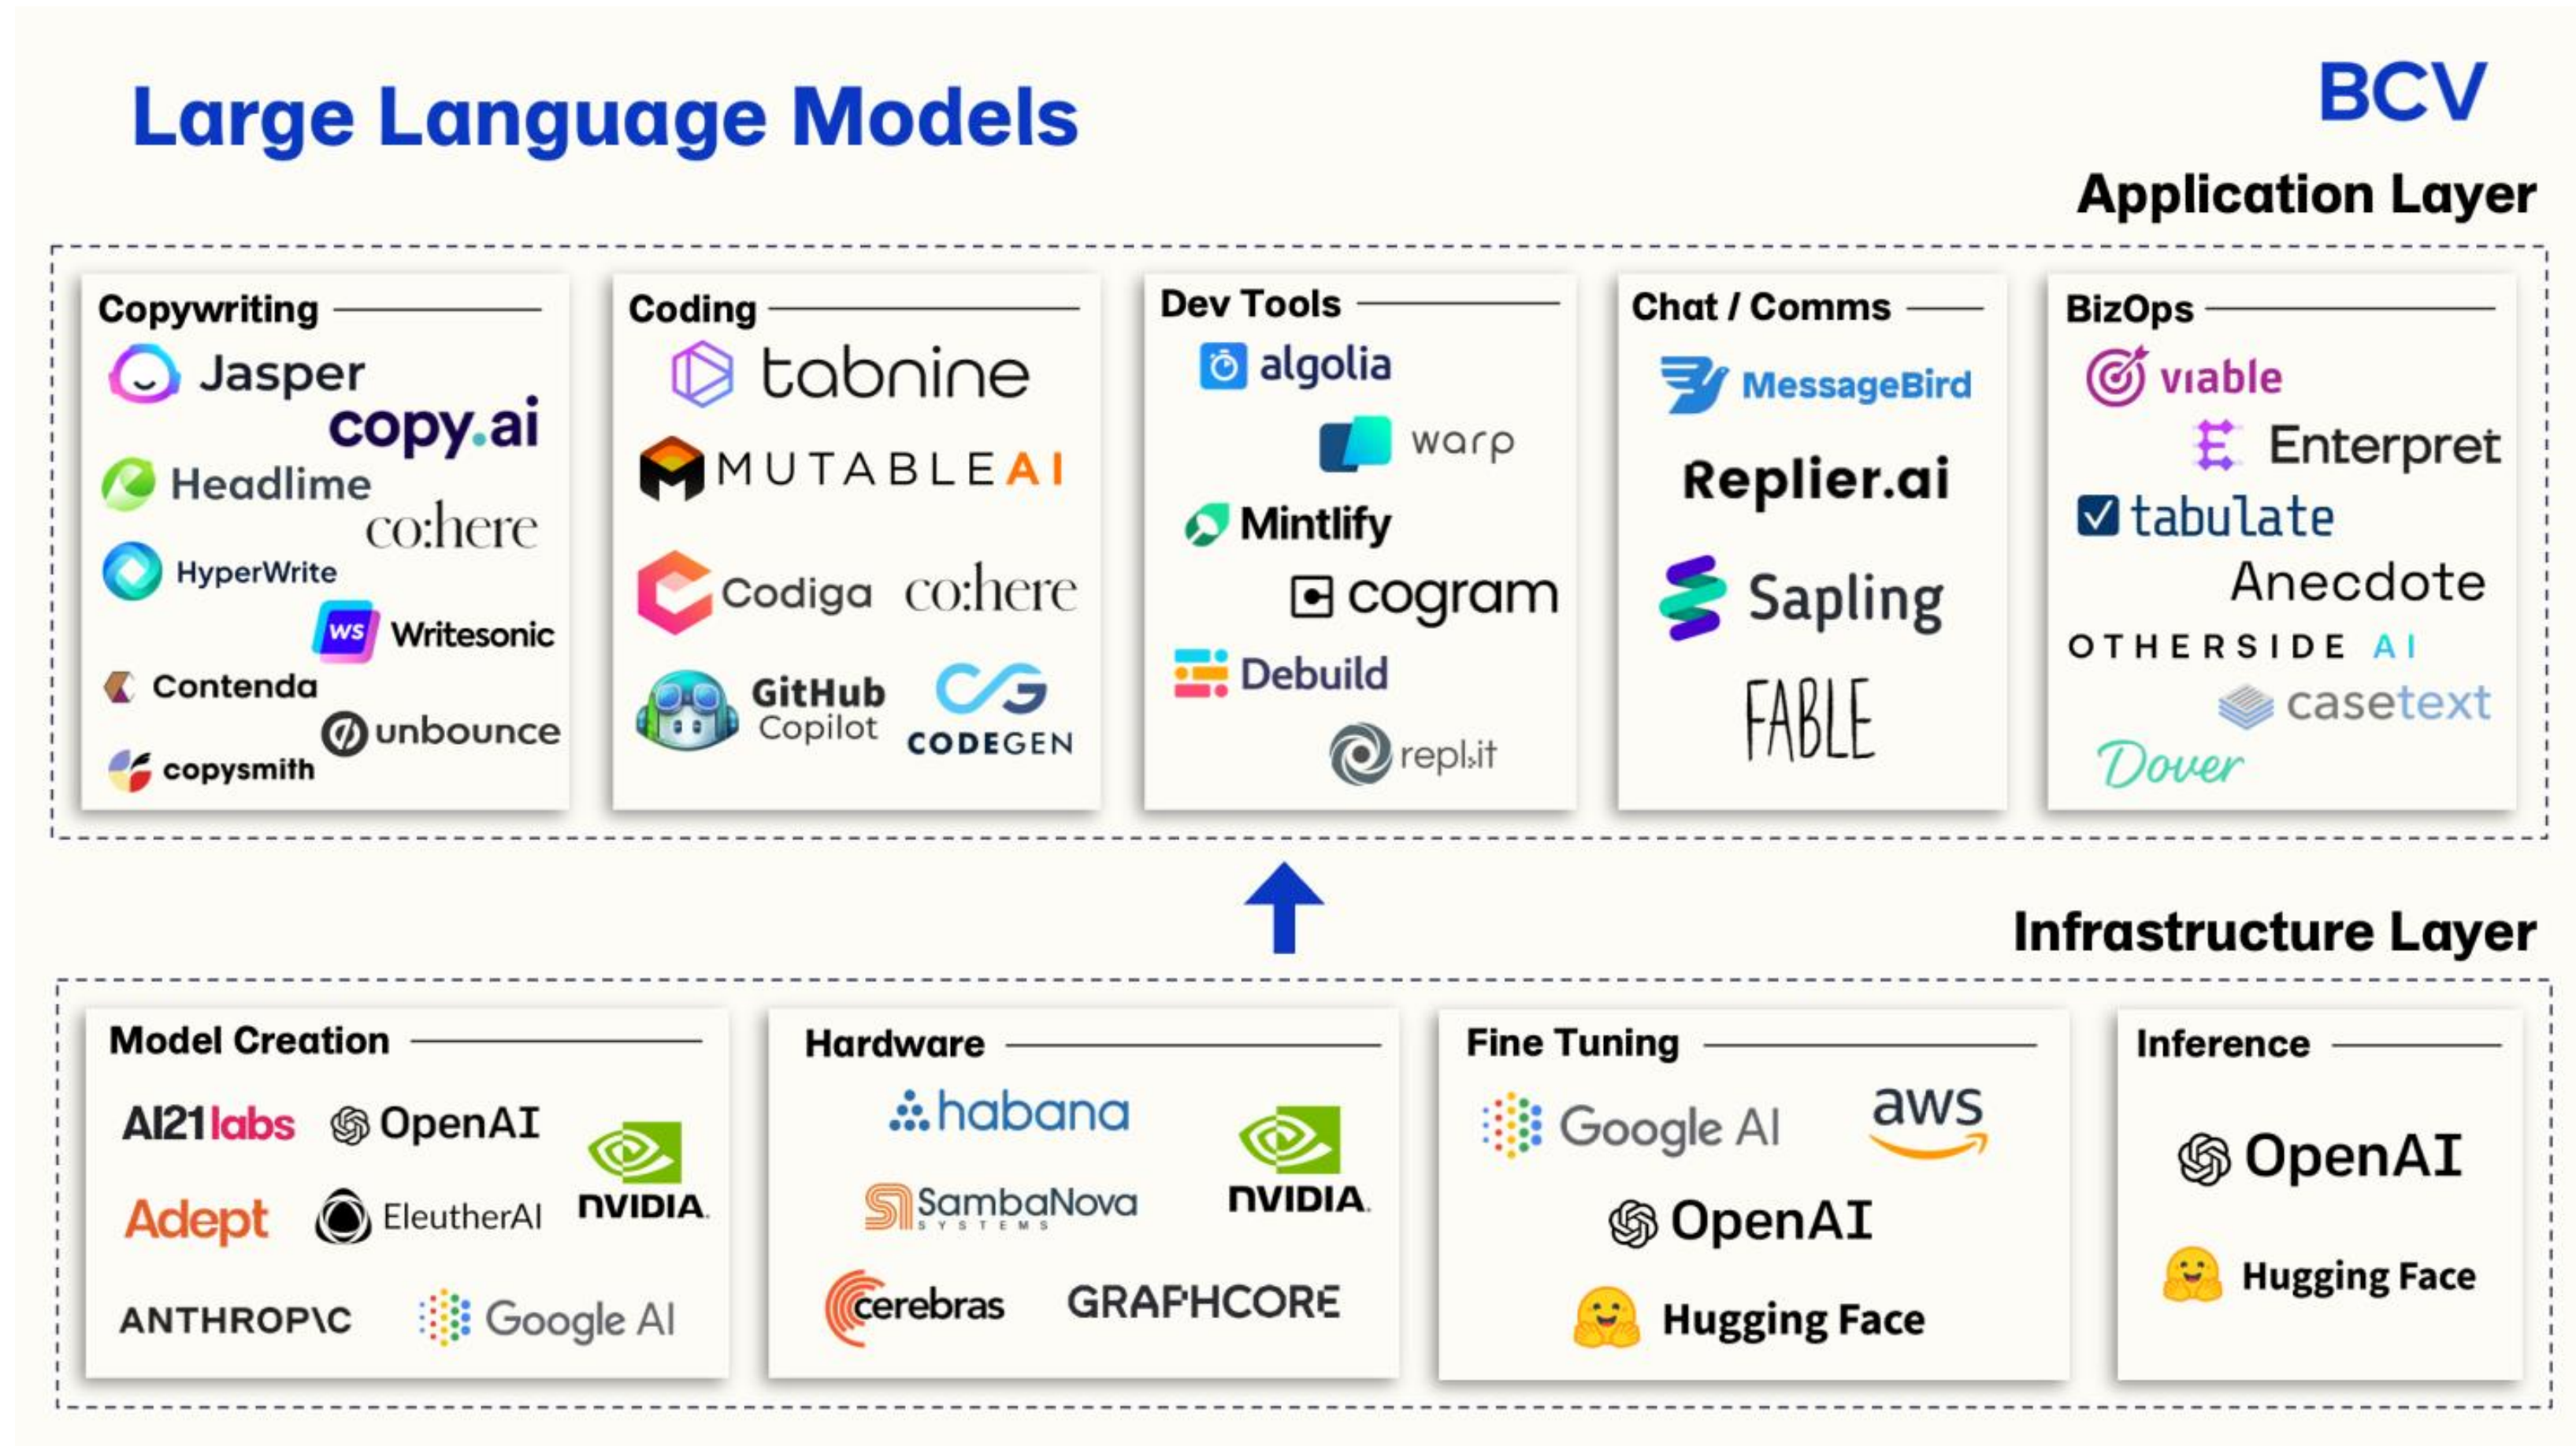 Large Language Models
BCV
Application Layer
Copywriting
Jasper
copy.ai
Headlime
co:here
HyperWrite
WS Writesonic
Contenda
unbounce
copysmith
Coding
tabnine
MUTABLEAI
Codiga co:here
GitHub
Copilot
CODEGEN
Dev Tools
algolia
warp
Mintlify
cogram
Debuild
repl.it
Chat / Comms
MessageBird
Replier.ai
Sapling
FABLE
BizOps
viable
Enterpret
tabulate
Anecdote
OTHERSIDE AI
casetext
Dover
Infrastructure Layer
Model Creation
AI21labs OpenAI
NVIDIA.
Adept EleutherAI
ANTHROP\C Google AI
Hardware
habana
NVIDIA.
SambaNova
SYSTEMS
cerebras GRAPHCORE
Fine Tuning
Google AI aws
OpenAI
Hugging Face
Inference
OpenAI
Hugging Face